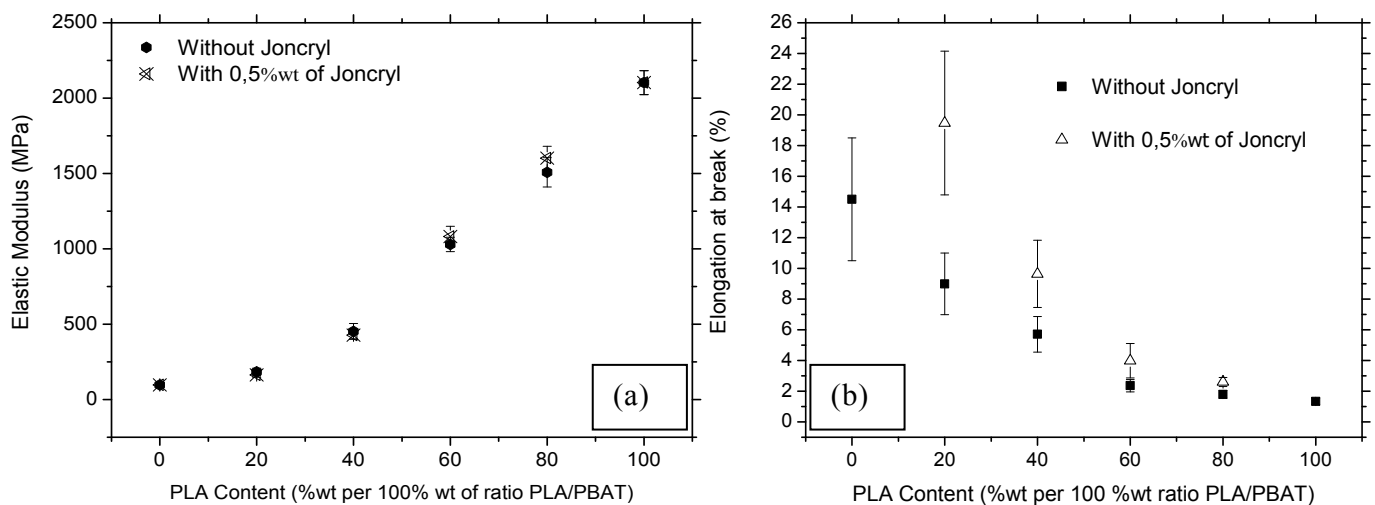 2500
2000
1500
1000
500
0
Elastic Modulus (MPa)
Without Joncryl
With 0,5%wt of Joncryl
(a)
0 20 40 60 80 100
PLA Content (%wt per 100% wt of ratio PLA/PBAT)
26
24
22
20
18
16
14
12
10
8
6
4
2
0
Elongation at break (%)
Without Joncryl
With 0,5%wt of Joncryl
(b)
0 20 40 60 80 100
PLA Content (%wt per 100 %wt ratio PLA/PBAT)